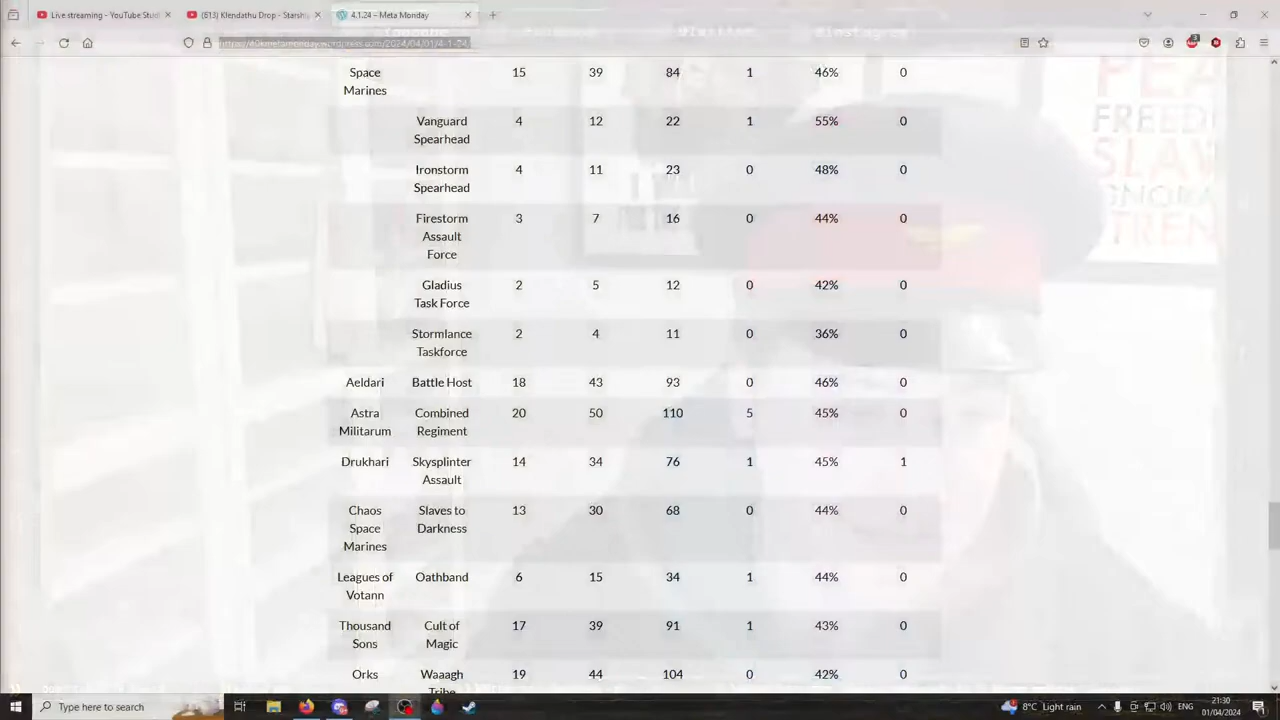 Live streaming - YouTube Studi
(613) Klendathu Drop - Starsh
4.1.24 – Meta Monday
Space Marines 15 39 84 1 46% 0
Vanguard Spearhead 4 12 22 1 55% 0
Ironstorm Spearhead 4 11 23 0 48% 0
Firestorm Assault Force 3 7 16 0 44% 0
Gladius Task Force 2 5 12 0 42% 0
Stormlance Taskforce 2 4 11 0 36% 0
Aeldari Battle Host 18 43 93 0 46% 0
Astra Militarum Combined Regiment 20 50 110 5 45% 0
Drukhari Skysplinter Assault 14 34 76 1 45% 1
Chaos Space Marines Slaves to Darkness 13 30 68 0 44% 0
Leagues of Votann Oathband 6 15 34 1 44% 0
Thousand Sons Cult of Magic 17 39 91 1 43% 0
Orks Waaagh Tribe 19 44 104 0 42% 0
Type here to search
8°C Light rain
ENG
21:30
01/04/2024